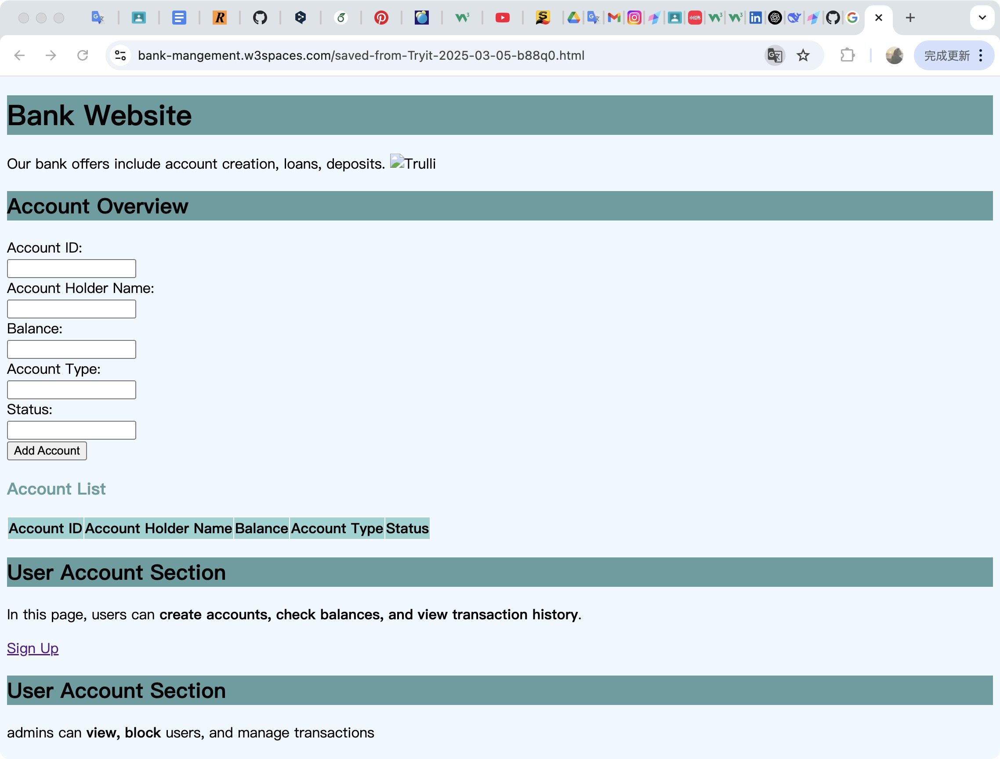 bank-mangement.w3spaces.com/saved-from-Tryit-2025-03-05-b88q0.html
完成更新
Bank Website
Our bank offers include account creation, loans, deposits. Trulli
Account Overview
Account ID:
Account Holder Name:
Balance:
Account Type:
Status:
Add Account
Account List
Account ID Account Holder Name Balance Account Type Status
User Account Section
In this page, users can create accounts, check balances, and view transaction history.
Sign Up
User Account Section
admins can view, block users, and manage transactions